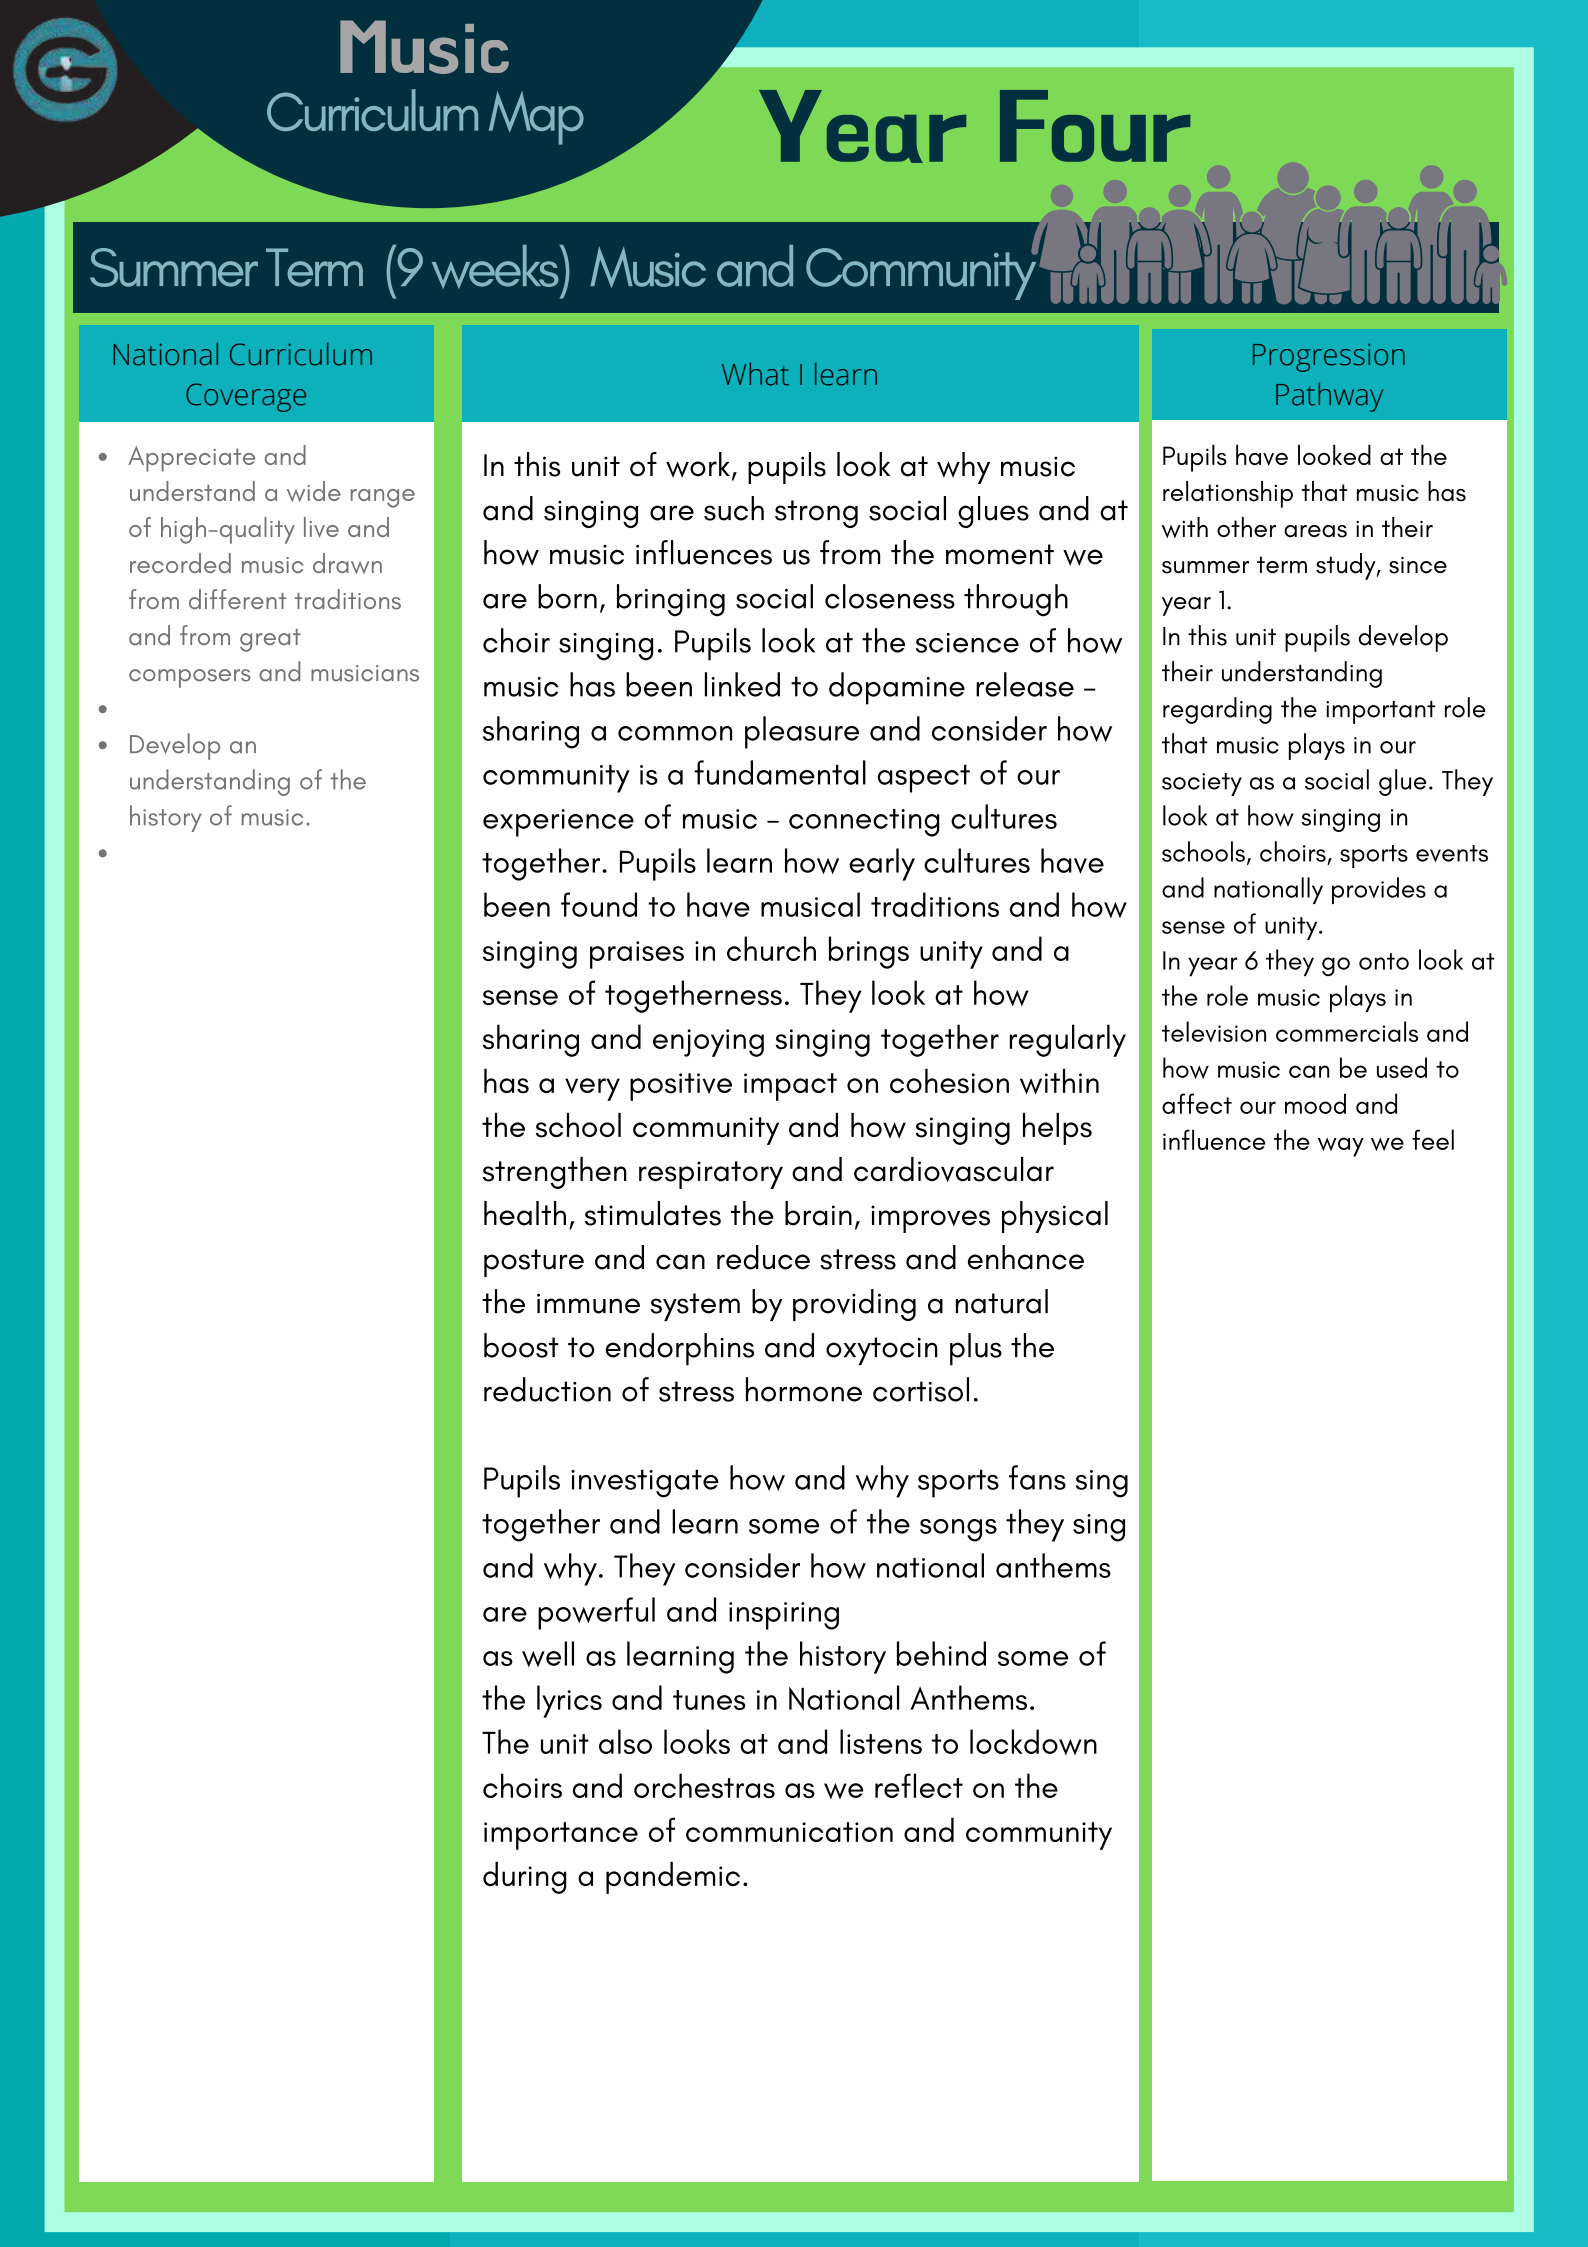 Music
Curriculum Map
Year Four
Summer Term (9 weeks) Music and Community
National Curriculum
Coverage
• Appreciate and
understand a wide range
of high-quality live and
recorded music drawn
from different traditions
and from great
composers and musicians
•
• Develop an
understanding of the
history of music.
•
What I learn
In this unit of work, pupils look at why music
and singing are such strong social glues and at
how music influences us from the moment we
are born, bringing social closeness through
choir singing. Pupils look at the science of how
music has been linked to dopamine release –
sharing a common pleasure and consider how
community is a fundamental aspect of our
experience of music – connecting cultures
together. Pupils learn how early cultures have
been found to have musical traditions and how
singing praises in church brings unity and a
sense of togetherness. They look at how
sharing and enjoying singing together regularly
has a very positive impact on cohesion within
the school community and how singing helps
strengthen respiratory and cardiovascular
health, stimulates the brain, improves physical
posture and can reduce stress and enhance
the immune system by providing a natural
boost to endorphins and oxytocin plus the
reduction of stress hormone cortisol.
Pupils investigate how and why sports fans sing
together and learn some of the songs they sing
and why. They consider how national anthems
are powerful and inspiring
as well as learning the history behind some of
the lyrics and tunes in National Anthems.
The unit also looks at and listens to lockdown
choirs and orchestras as we reflect on the
importance of communication and community
during a pandemic.
Progression
Pathway
Pupils have looked at the
relationship that music has
with other areas in their
summer term study, since
year 1.
In this unit pupils develop
their understanding
regarding the important role
that music plays in our
society as a social glue. They
look at how singing in
schools, choirs, sports events
and nationally provides a
sense of unity.
In year 6 they go onto look at
the role music plays in
television commercials and
how music can be used to
affect our mood and
influence the way we feel